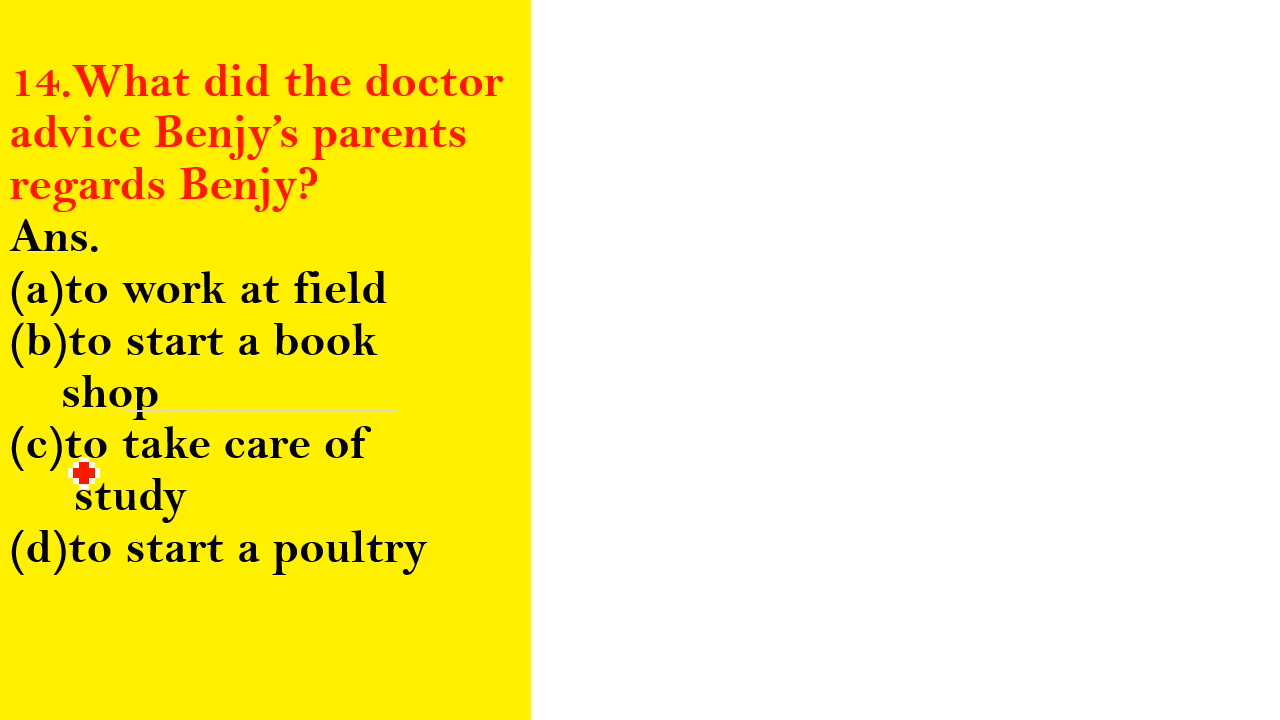 14.What did the doctor
advice Benjy’s parents
regards Benjy?
Ans.
(a)to work at field
(b)to start a book
shop
(c)to take care of
study
(d)to start a poultry